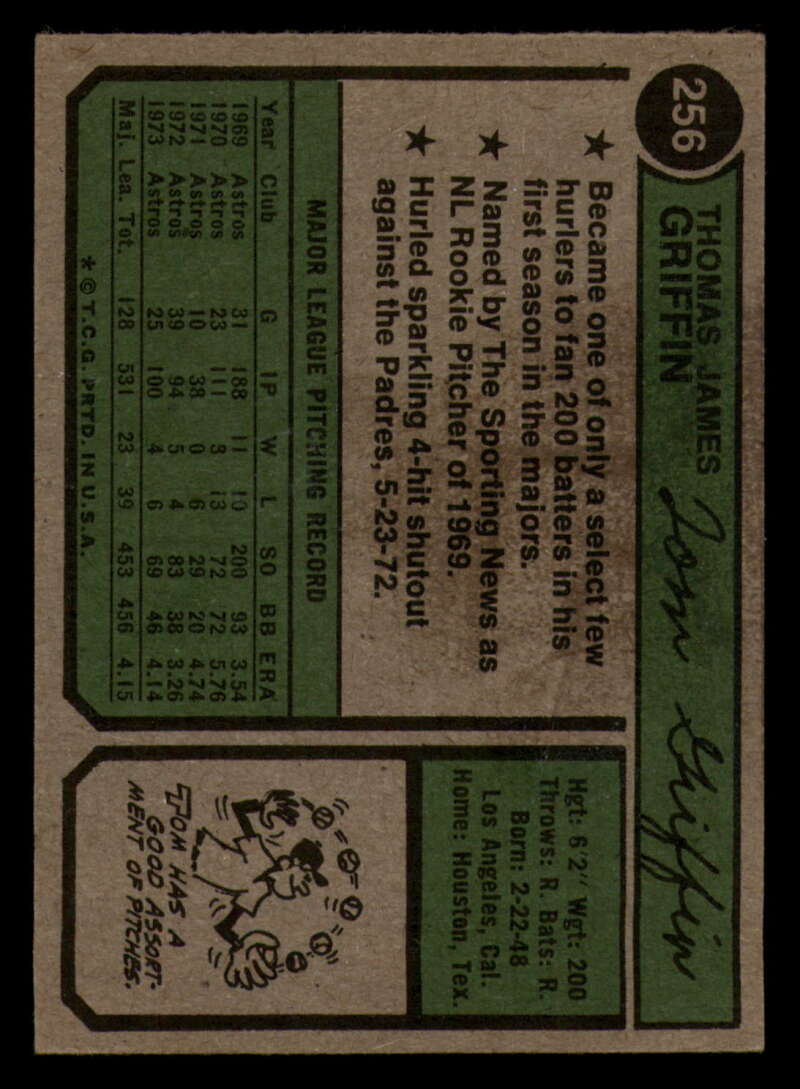 256
THOMAS JAMES
GRIFFIN
Tom Griffin
★ Became one of only a select few
hurlers to fan 200 batters in his
first season in the majors.
★ Named by The Sporting News as
NL Rookie Pitcher of 1969.
★ Hurled sparkling 4-hit shutout
against the Padres, 5-23-72.
MAJOR LEAGUE PITCHING RECORD
Year Club G IP W L SO BB ERA
1969 Astros 31 188 11 10 200 93 3.54
1970 Astros 23 111 3 13 72 72 5.76
1971 Astros 10 38 0 6 29 20 4.74
1972 Astros 39 94 5 4 83 38 3.26
1973 Astros 25 100 4 6 69 46 4.14
Maj. Lea. Tot. 128 531 23 39 453 456 4.15
* © T.C.G. PRTD. IN U.S.A.
Hgt: 6'2" Wgt: 200
Throws: R. Bats: R.
Born: 2-22-48
Los Angeles, Cal.
Home: Houston, Tex.
TOM HAS A
GOOD ASSORT-
MENT OF PITCHES.